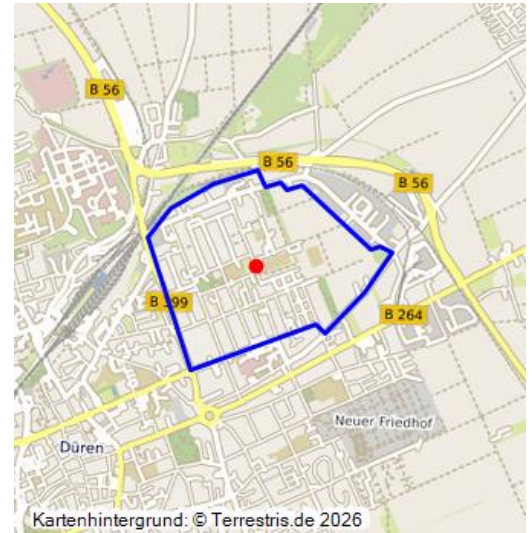 B 56
B 56
B 56
B 399
B 264
Neuer Friedhof
Düren
Kartenhintergrund: © Terrestris.de 2026